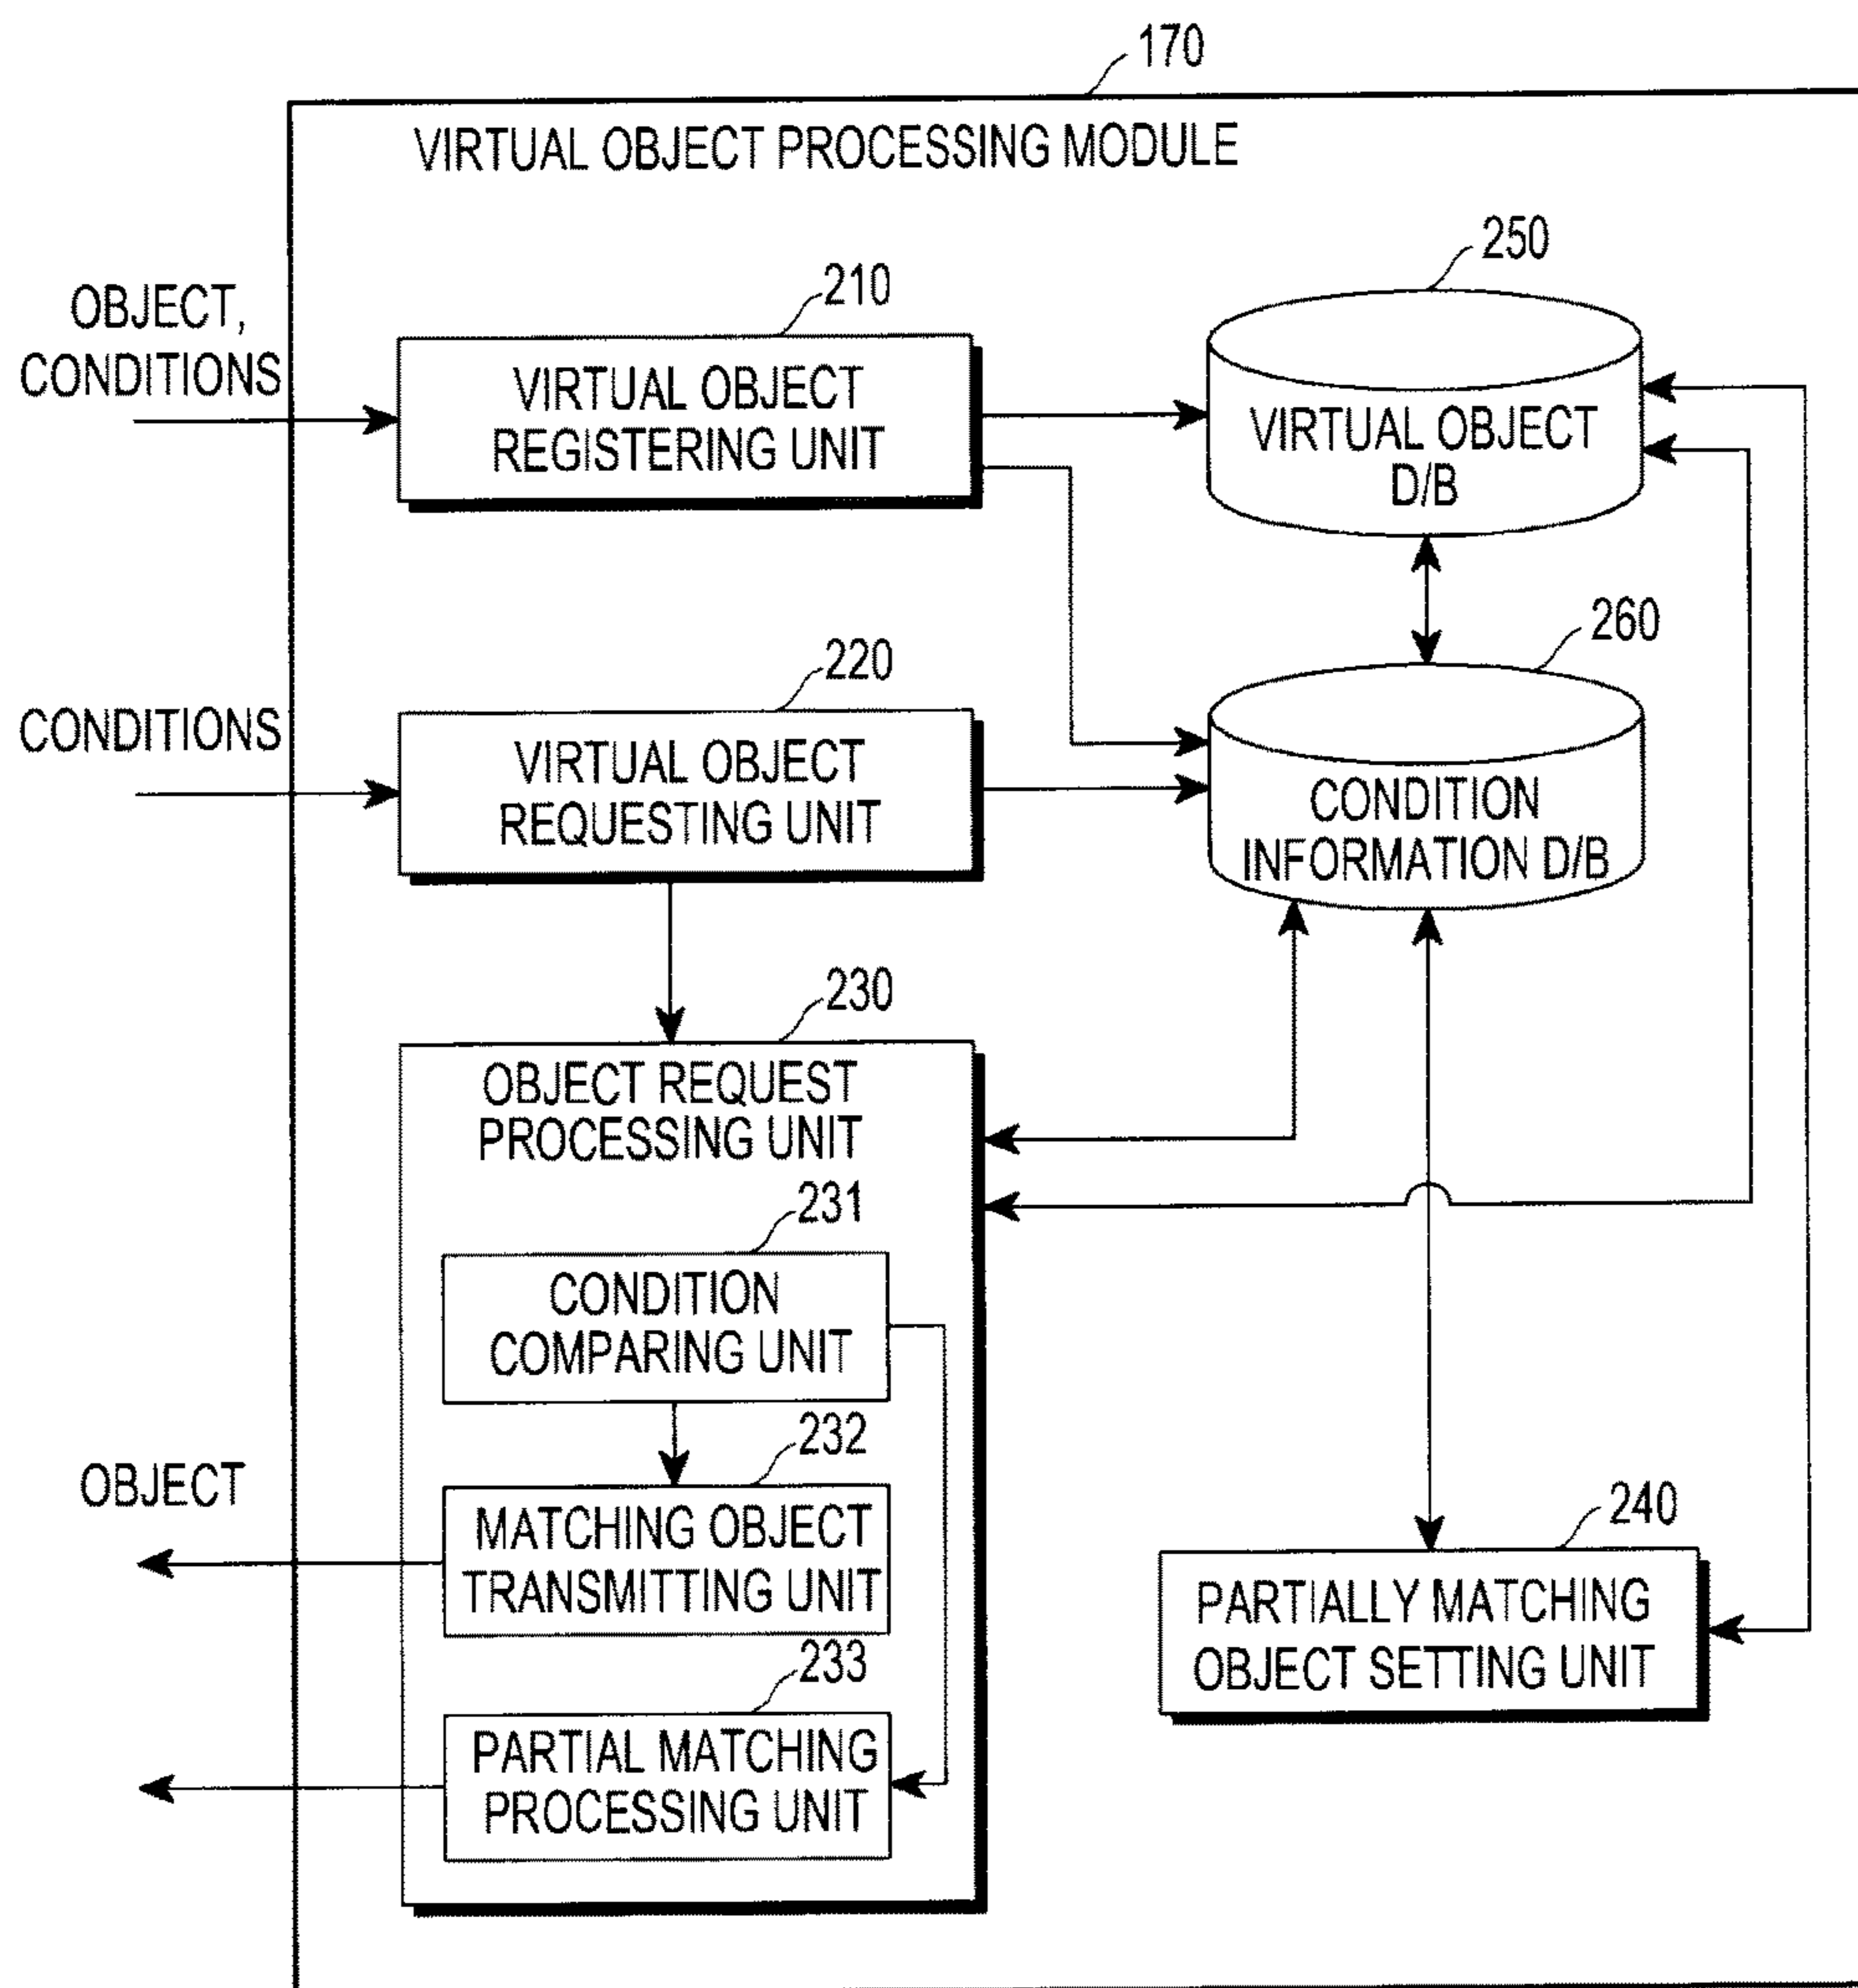 170
VIRTUAL OBJECT PROCESSING MODULE
250
210
OBJECT,
CONDITIONS
VIRTUAL OBJECT
REGISTERING UNIT
VIRTUAL OBJECT
D/B
260
220
CONDITIONS
VIRTUAL OBJECT
REQUESTING UNIT
CONDITION
INFORMATION D/B
230
OBJECT REQUEST
PROCESSING UNIT
231
CONDITION
COMPARING UNIT
232
OBJECT
MATCHING OBJECT
TRANSMITTING UNIT
240
PARTIALLY MATCHING
OBJECT SETTING UNIT
233
PARTIAL MATCHING
PROCESSING UNIT